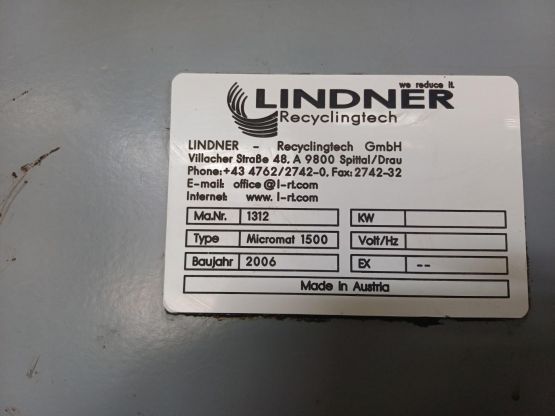 we reduce it.
LINDNER
Recyclingtech
LINDNER - Recyclingtech GmbH
Villacher Straße 48, A 9800 Spittal/Drau
Phone:+43 4762/2742-0, Fax: 2742-32
E-mail: office@l-rt.com
Internet: www. l-rt.com
Ma.Nr. 1312 KW
Type Micromat 1500 Volt/Hz
Baujahr 2006 EX --
Made in Austria